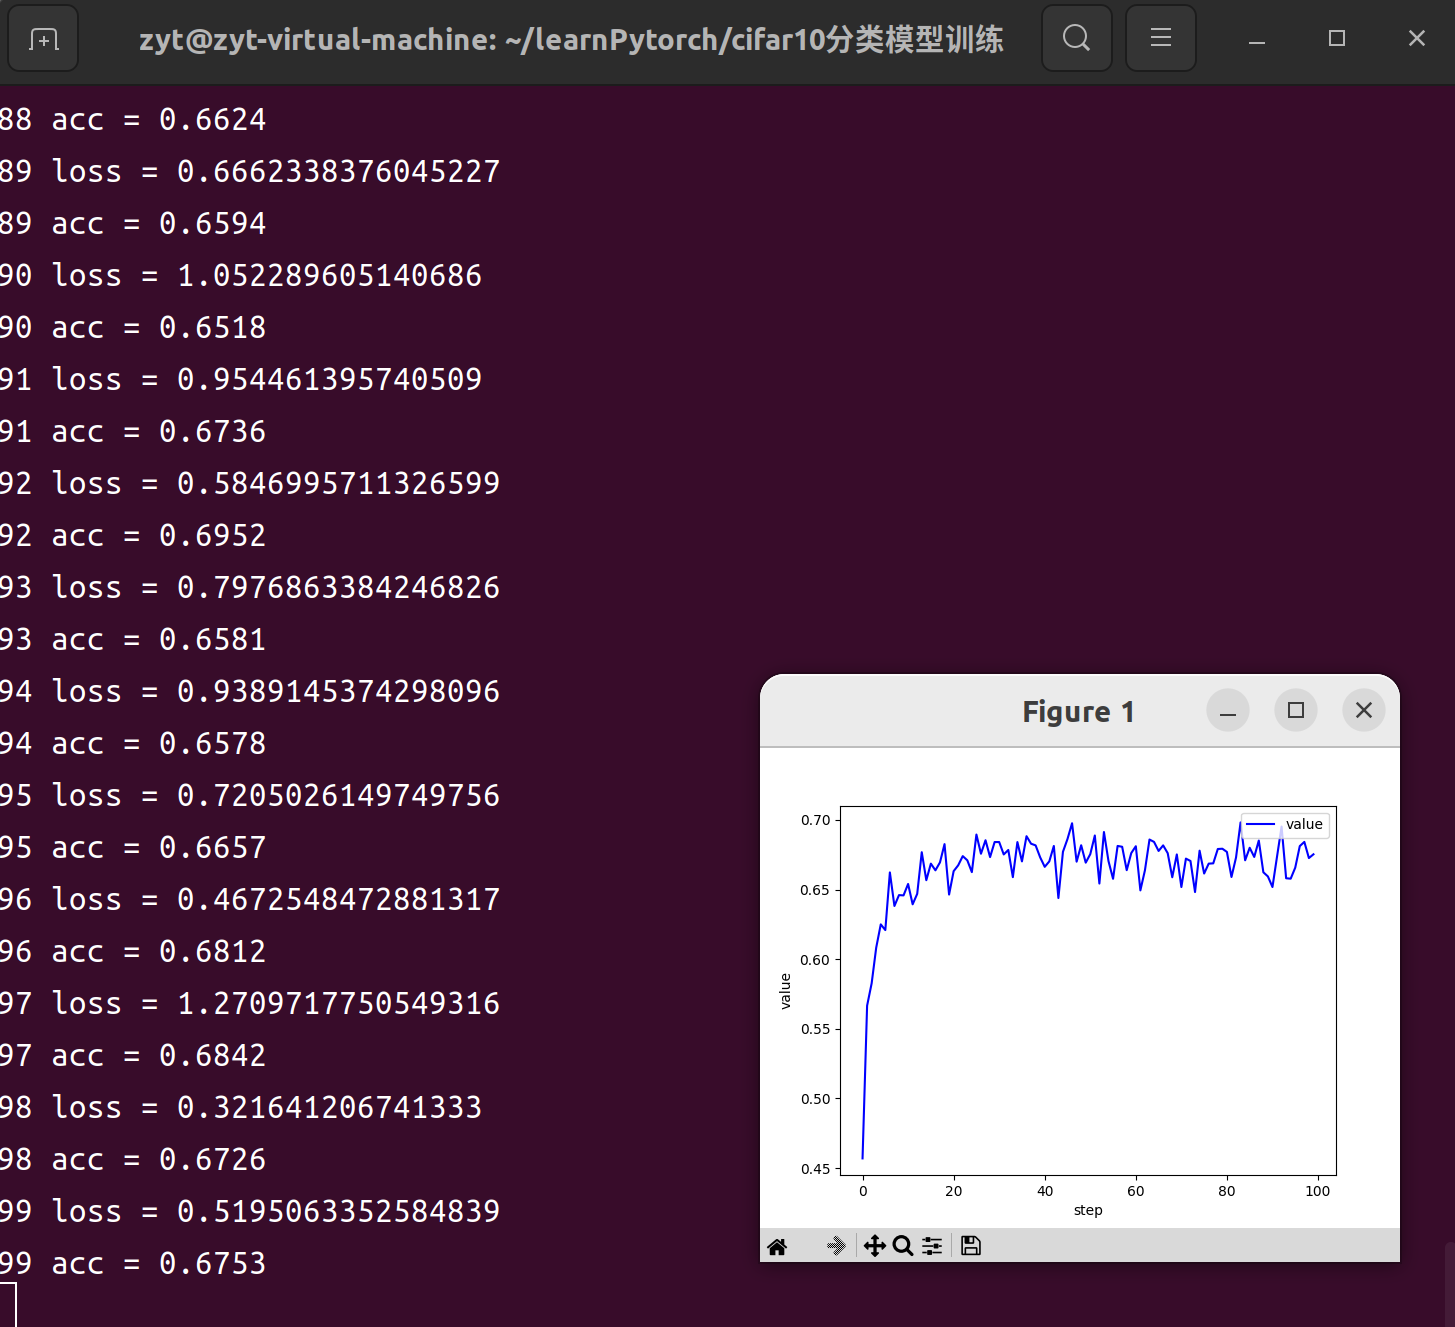 zyt@zyt-virtual-machine: ~/learnPytorch/cifar10分类模型训练
88 acc = 0.6624
89 loss = 0.6662338376045227
89 acc = 0.6594
90 loss = 1.052289605140686
90 acc = 0.6518
91 loss = 0.954461395740509
91 acc = 0.6736
92 loss = 0.5846995711326599
92 acc = 0.6952
93 loss = 0.7976863384246826
93 acc = 0.6581
94 loss = 0.9389145374298096
94 acc = 0.6578
95 loss = 0.7205026149749756
95 acc = 0.6657
96 loss = 0.4672548472881317
96 acc = 0.6812
97 loss = 1.2709717750549316
97 acc = 0.6842
98 loss = 0.321641206741333
98 acc = 0.6726
99 loss = 0.5195063352584839
99 acc = 0.6753
Figure 1
value
0.70
0.65
0.60
0.55
0.50
0.45
value
0 20 40 60 80 100
step